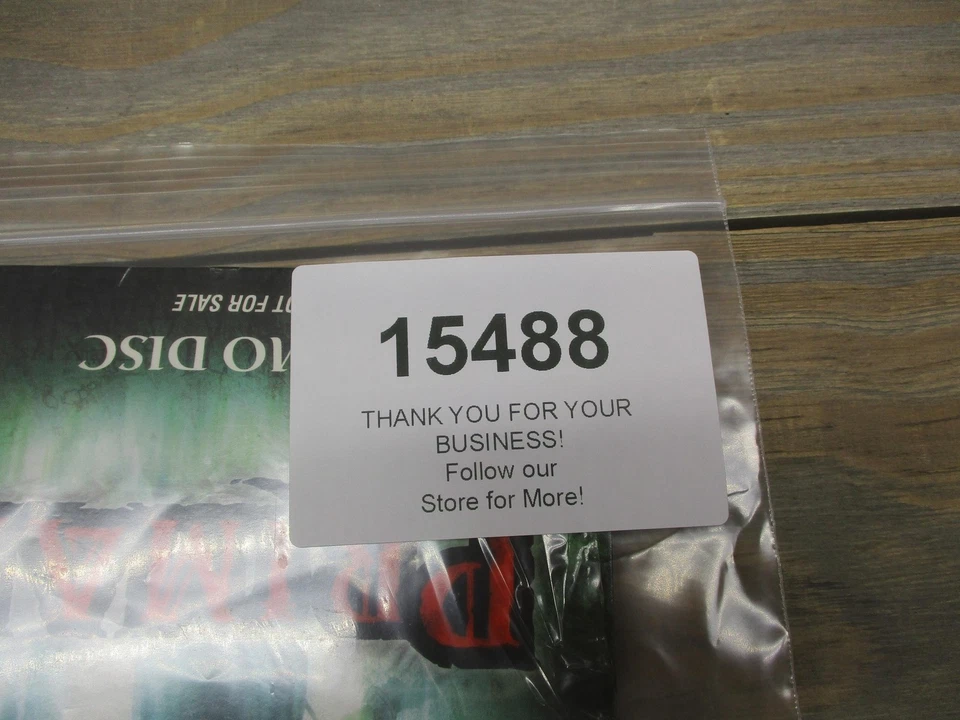 15488
THANK YOU FOR YOUR
BUSINESS!
Follow our
Store for More!
FOR SALE
DISC